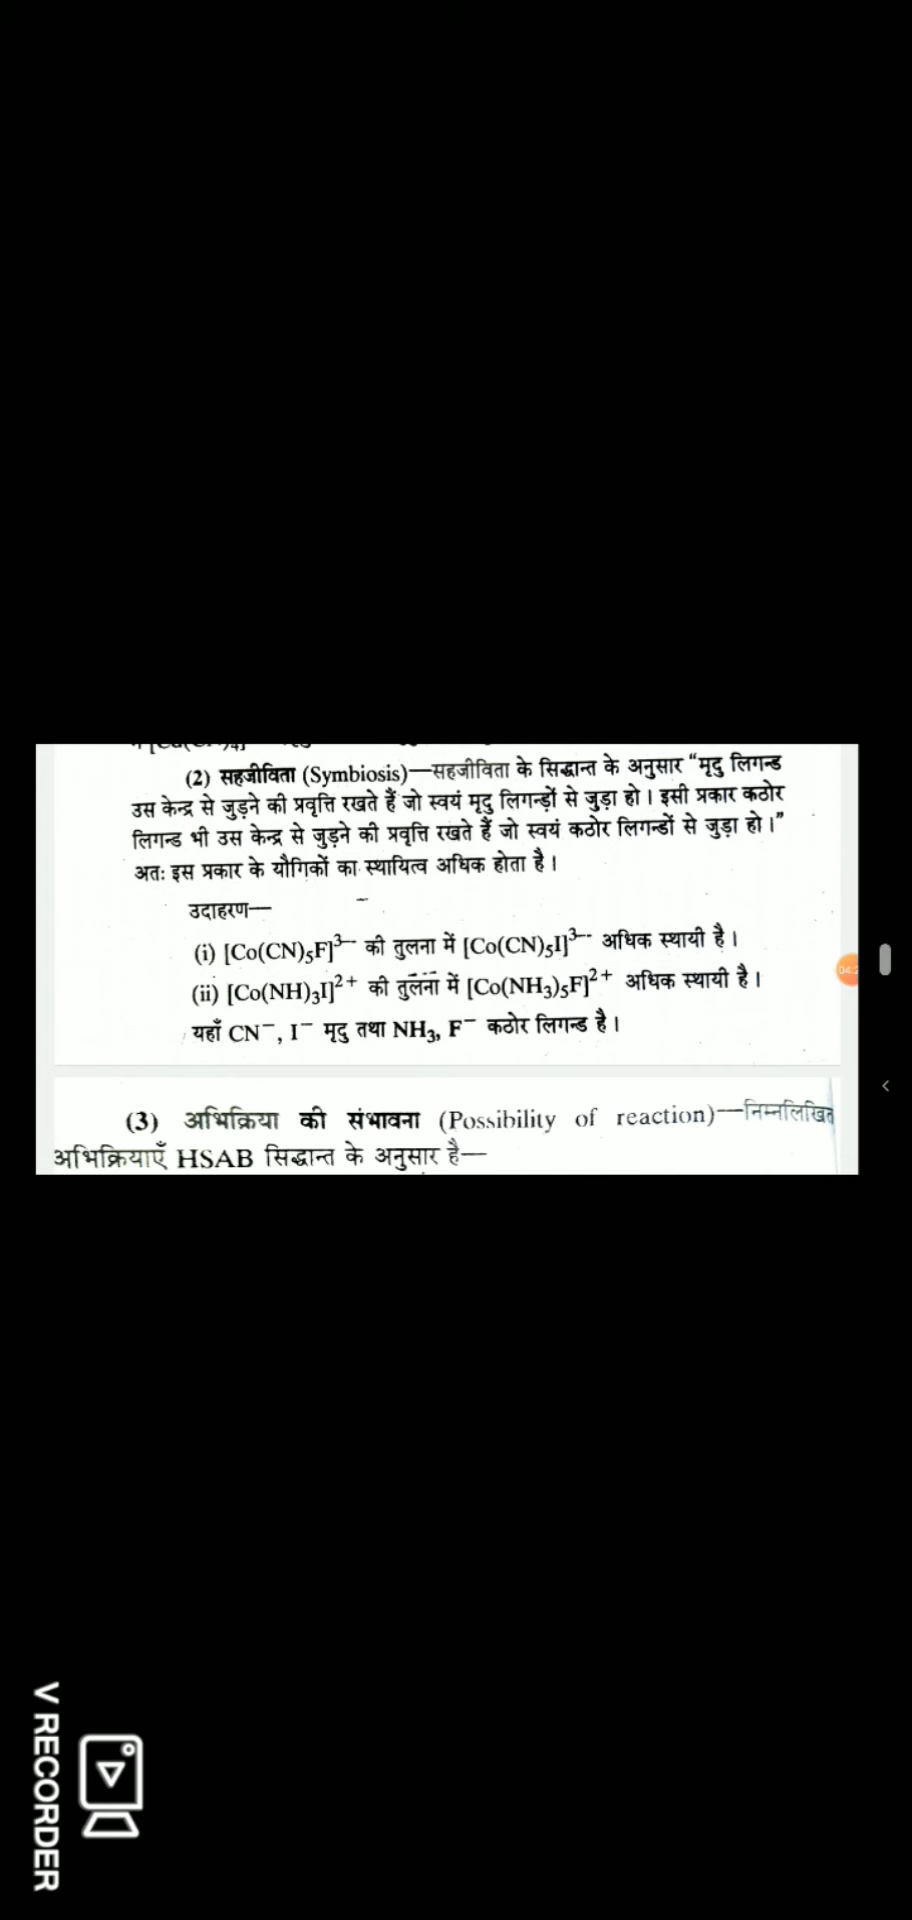 (2) सहजीविता (Symbiosis)—सहजीविता के सिद्धान्त के अनुसार “मृदु लिगन्ड
उस केन्द्र से जुड़ने की प्रवृत्ति रखते हैं जो स्वयं मृदु लिगन्ड़ों से जुड़ा हो। इसी प्रकार कठोर
लिगन्ड भी उस केन्द्र से जुड़ने की प्रवृत्ति रखते हैं जो स्वयं कठोर लिगन्डों से जुड़ा हो।”
अतः इस प्रकार के यौगिकों का स्थायित्व अधिक होता है।
उदाहरण—
(i) [Co(CN)₅F]³⁻ की तुलना में [Co(CN)₅I]³⁻ अधिक स्थायी है।
(ii) [Co(NH)₃I]²⁺ की तुलना में [Co(NH₃)₅F]²⁺ अधिक स्थायी है।
यहाँ CN⁻, I⁻ मृदु तथा NH₃, F⁻ कठोर लिगन्ड है।
(3) अभिक्रिया की संभावना (Possibility of reaction)—निम्नलिखित
अभिक्रियाएँ HSAB सिद्धान्त के अनुसार है—
V RECORDER